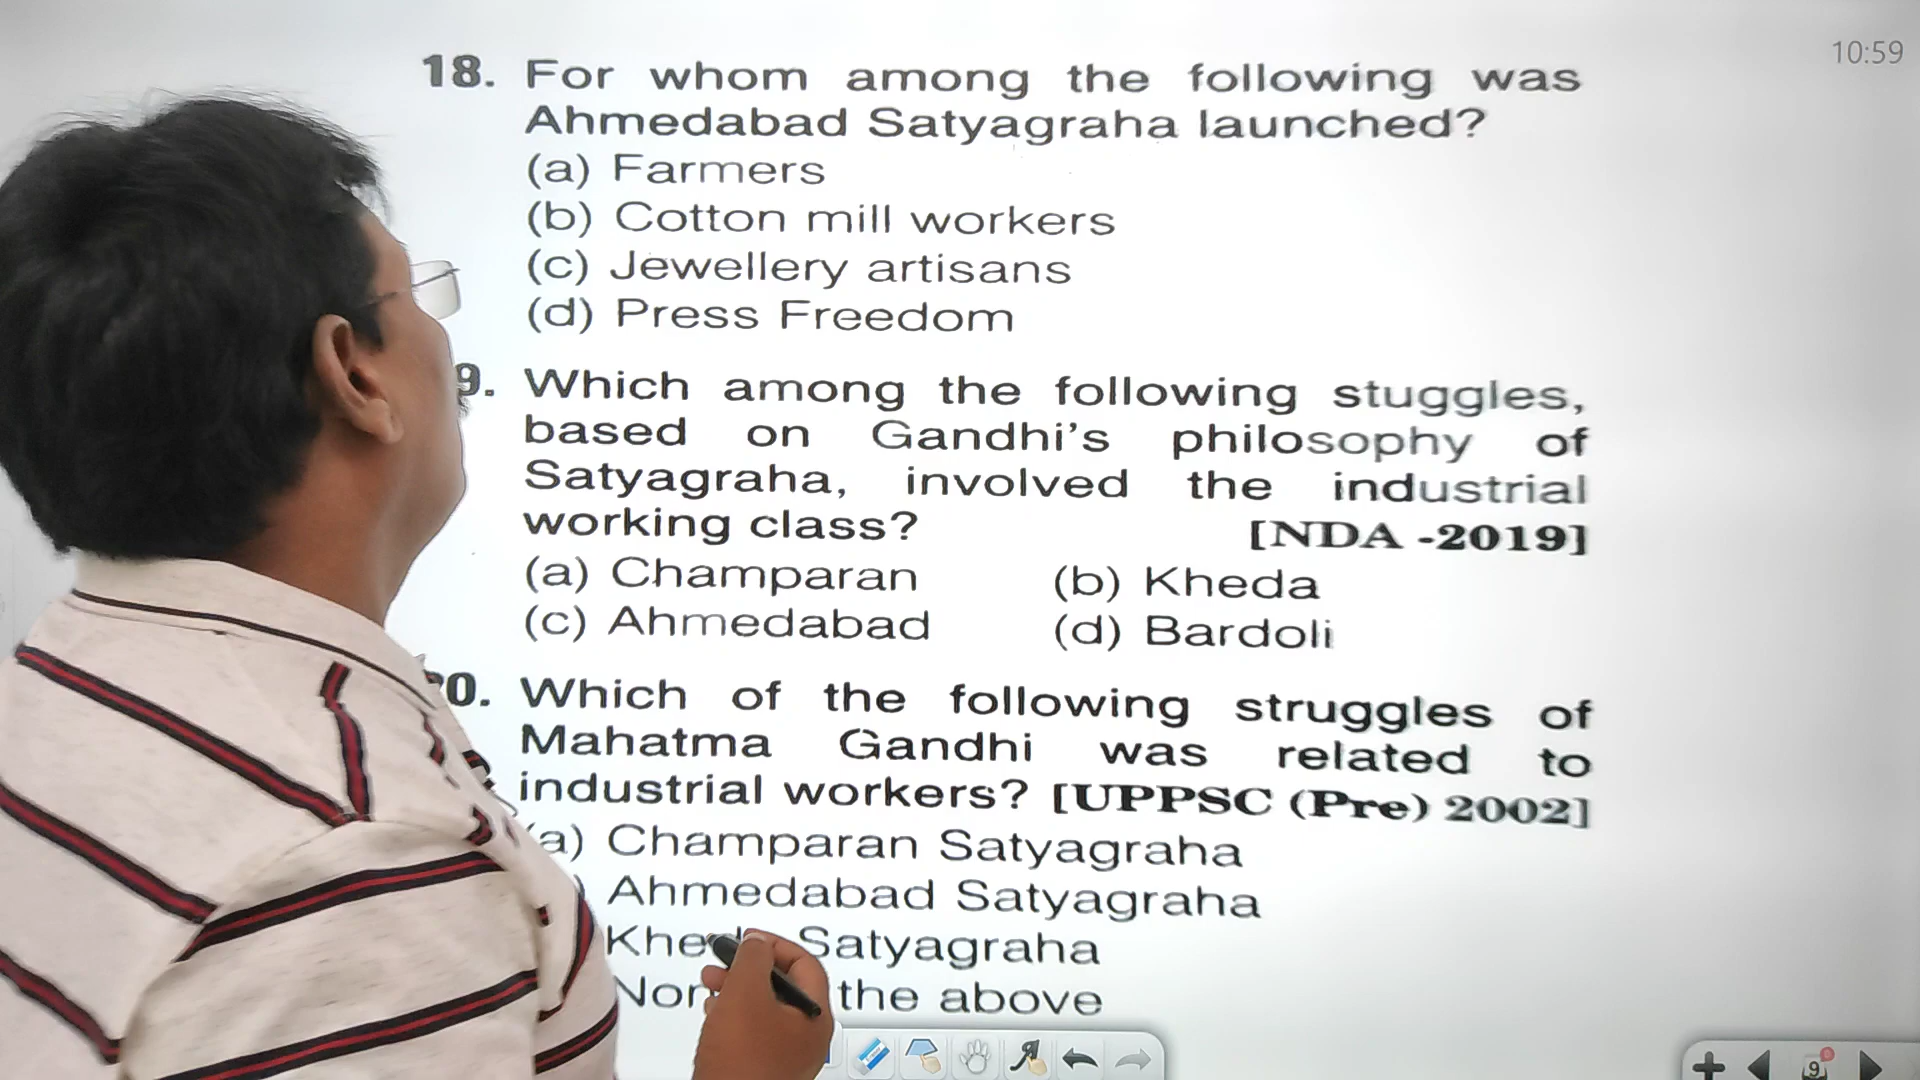 10:59
18. For whom among the following was
Ahmedabad Satyagraha launched?
(a) Farmers
(b) Cotton mill workers
(c) Jewellery artisans
(d) Press Freedom
9. Which among the following stuggles,
based on Gandhi's philosophy of
Satyagraha, involved the industrial
working class? [NDA -2019]
(a) Champaran (b) Kheda
(c) Ahmedabad (d) Bardoli
0. Which of the following struggles of
Mahatma Gandhi was related to
industrial workers? [UPPSC (Pre) 2002]
a) Champaran Satyagraha
) Ahmedabad Satyagraha
Satyagraha
the above
9